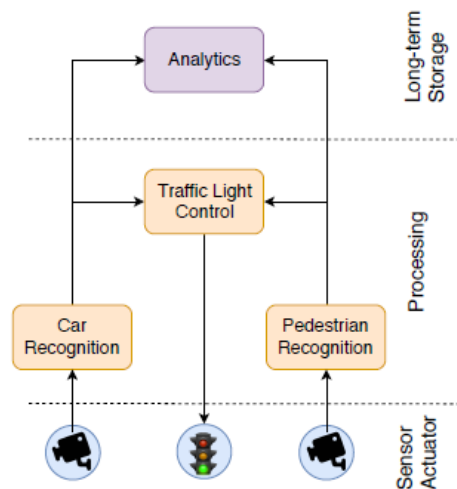 Analytics
Long-term
Storage
Traffic Light
Control
Processing
Car
Recognition
Pedestrian
Recognition
Sensor
Actuator